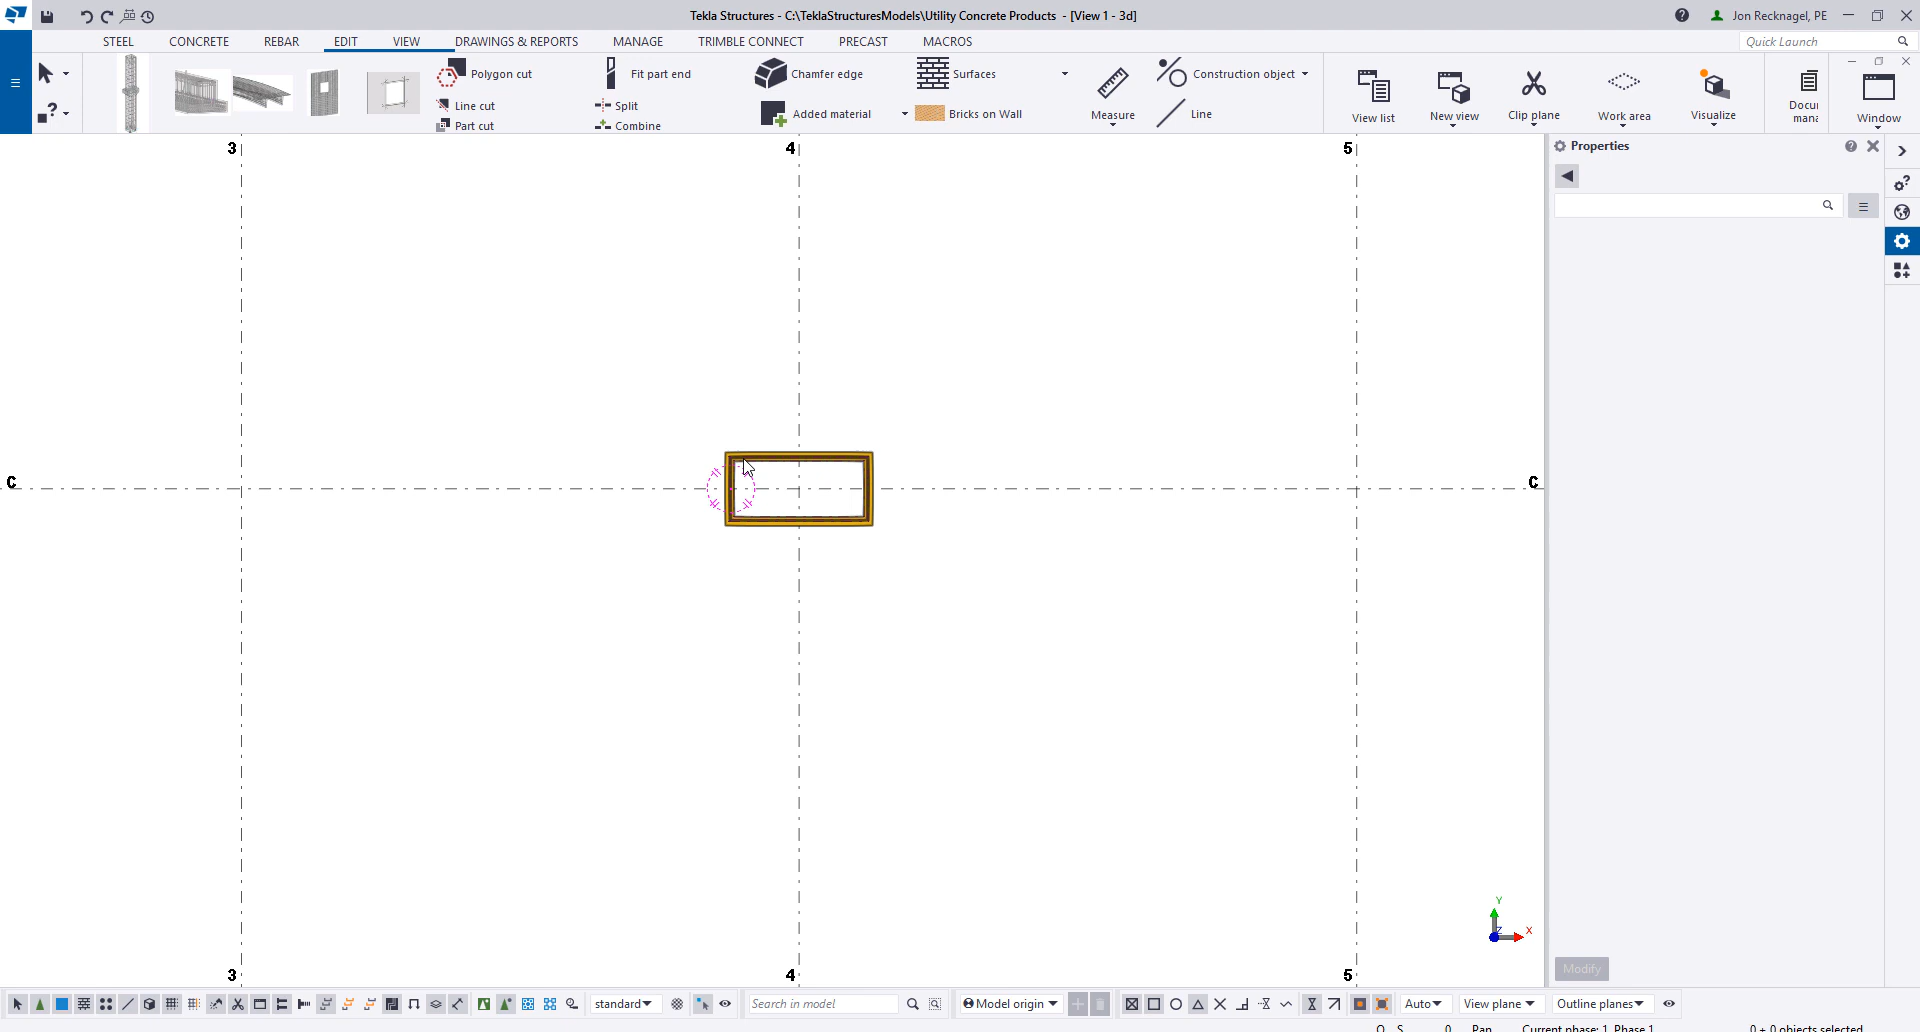 Tekla Structures - C:\TeklaStructuresModels\Utility Concrete Products - [View 1 - 3d]
Jon Recknagel, PE
STEEL CONCRETE REBAR EDIT VIEW DRAWINGS & REPORTS MANAGE TRIMBLE CONNECT PRECAST MACROS
Quick Launch
Polygon cut
Line cut
Part cut
Fit part end
Split
Combine
Chamfer edge
Added material
Surfaces
Bricks on Wall
Measure
Construction object
Line
View list
New view
Clip plane
Work area
Visualize
Docu
mana
Window
3 4 5
Properties
C C
Y
Z X
3 4 5
Modify
standard
Search in model
Model origin
Auto
View plane
Outline planes
O S 0 Pan Current phase: 1, Phase 1 0 + 0 objects selected